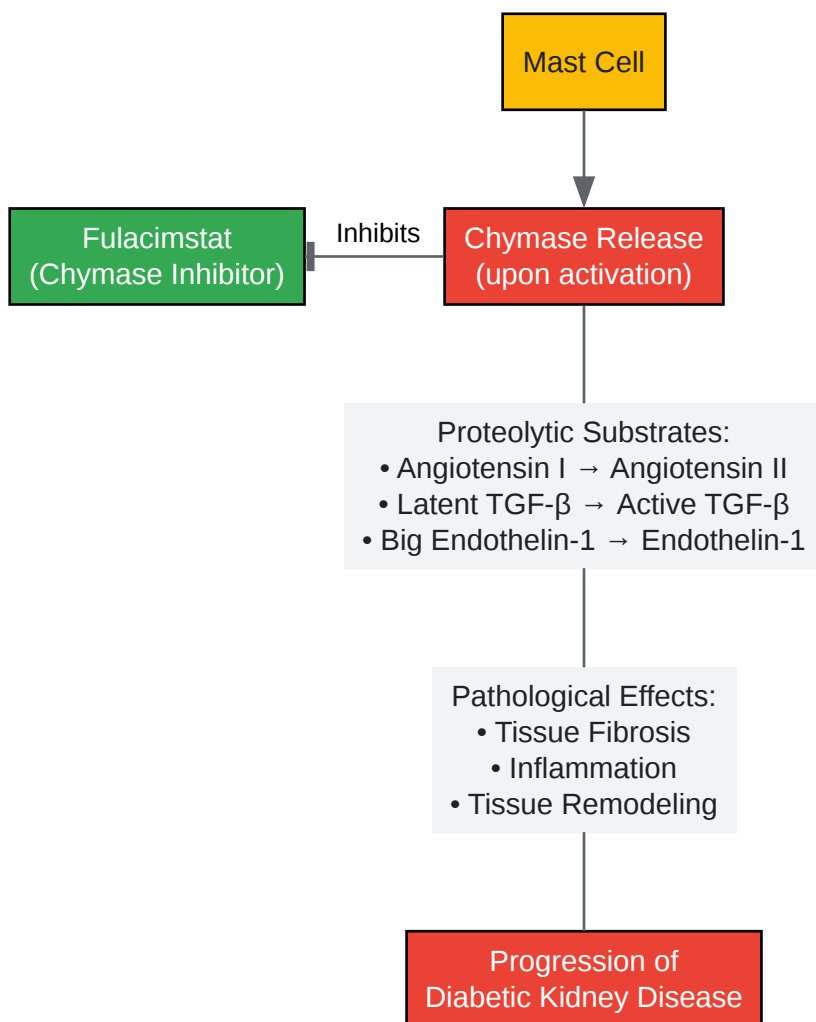 Mast Cell
Fulacimstat
(Chymase Inhibitor)
Inhibits
Chymase Release
(upon activation)
Proteolytic Substrates:
• Angiotensin I → Angiotensin II
• Latent TGF-β → Active TGF-β
• Big Endothelin-1 → Endothelin-1
Pathological Effects:
• Tissue Fibrosis
• Inflammation
• Tissue Remodeling
Progression of
Diabetic Kidney Disease